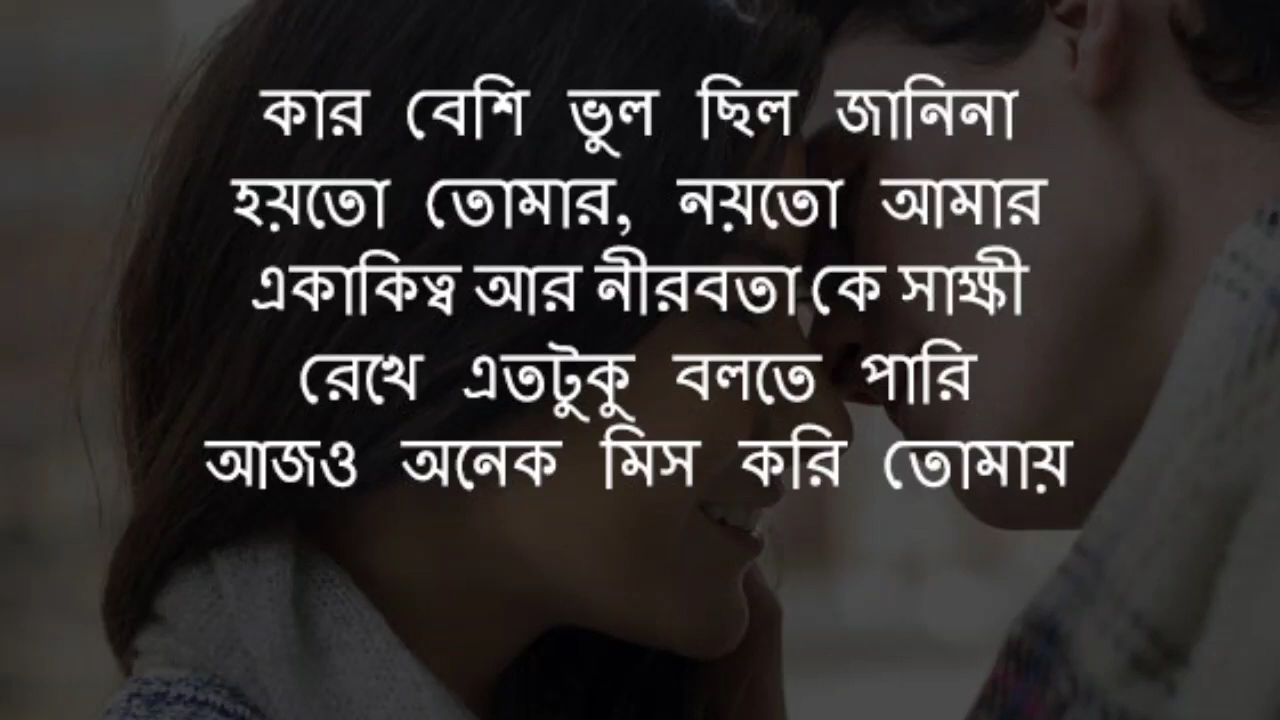 কার বেশি ভুল ছিল জানিনা
হয়তো তোমার, নয়তো আমার
একাকিত্ব আর নীরবতা কে সাক্ষী
রেখে এতটুকু বলতে পারি
আজও অনেক মিস করি তোমায়